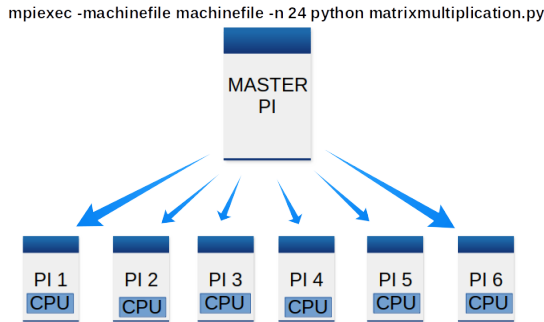 mpiexec -machinefile machinefile -n 24 python matrixmultiplication.py
MASTER
PI
PI 1
CPU
PI 2
CPU
PI 3
CPU
PI 4
CPU
PI 5
CPU
PI 6
CPU